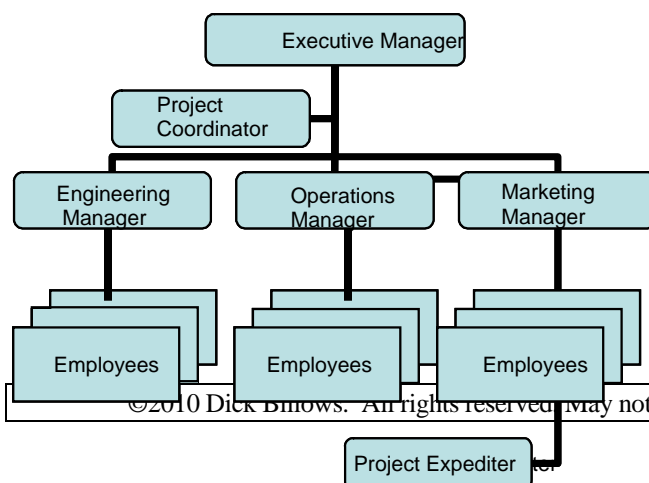 Executive Manager
Project
Coordinator
Engineering
Manager
Operations
Manager
Marketing
Manager
Employees
Employees
Employees
©2010 Dick Billows. All rights reserved. May not
Project Expediter